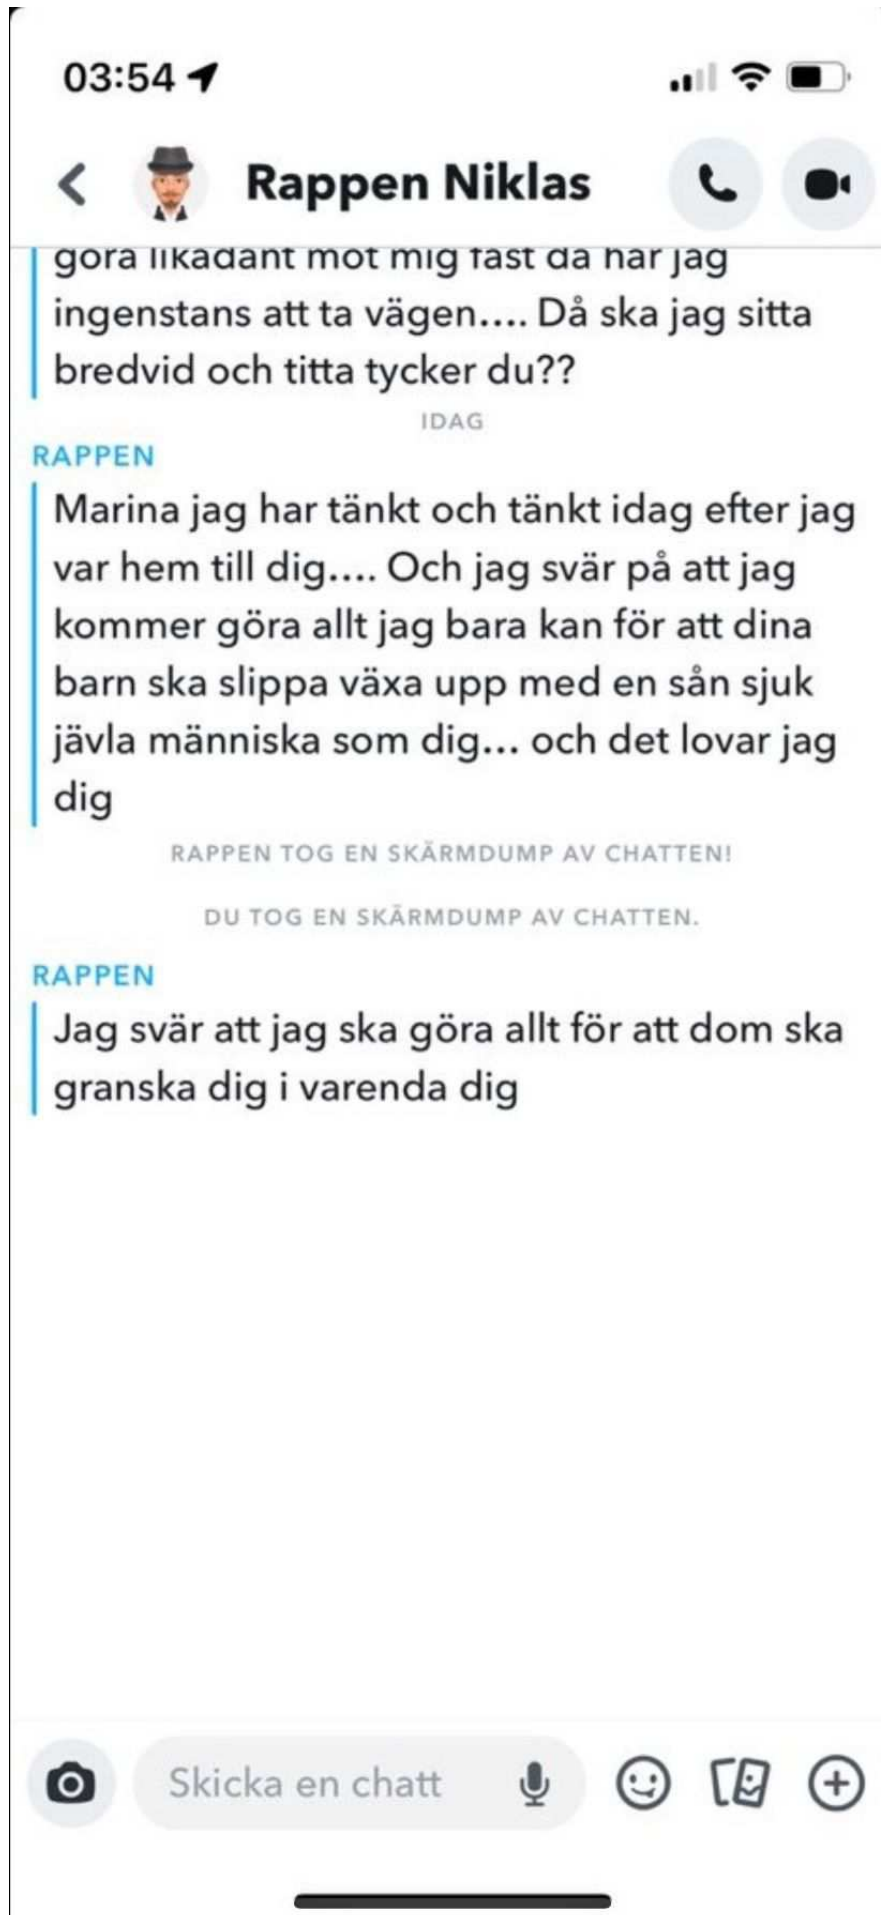 03:54
Rappen Niklas
göra likadant mot mig fast då har jag
ingenstans att ta vägen.... Då ska jag sitta
bredvid och titta tycker du??
IDAG
RAPPEN
Marina jag har tänkt och tänkt idag efter jag
var hem till dig.... Och jag svär på att jag
kommer göra allt jag bara kan för att dina
barn ska slippa växa upp med en sån sjuk
jävla människa som dig... och det lovar jag
dig
RAPPEN TOG EN SKÄRMDUMP AV CHATTEN!
DU TOG EN SKÄRMDUMP AV CHATTEN.
RAPPEN
Jag svär att jag ska göra allt för att dom ska
granska dig i varenda dig
Skicka en chatt